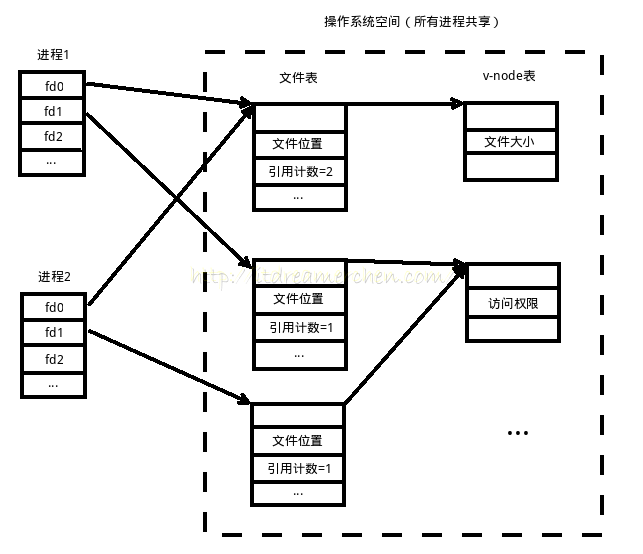 操作系统空间（所有进程共享）
进程1
fd0
fd1
fd2
...
文件表
文件位置
引用计数=2
...
v-node表
文件大小
http://itdreamerchen.com
文件位置
引用计数=1
...
访问权限
进程2
fd0
fd1
fd2
...
文件位置
引用计数=1
...
...